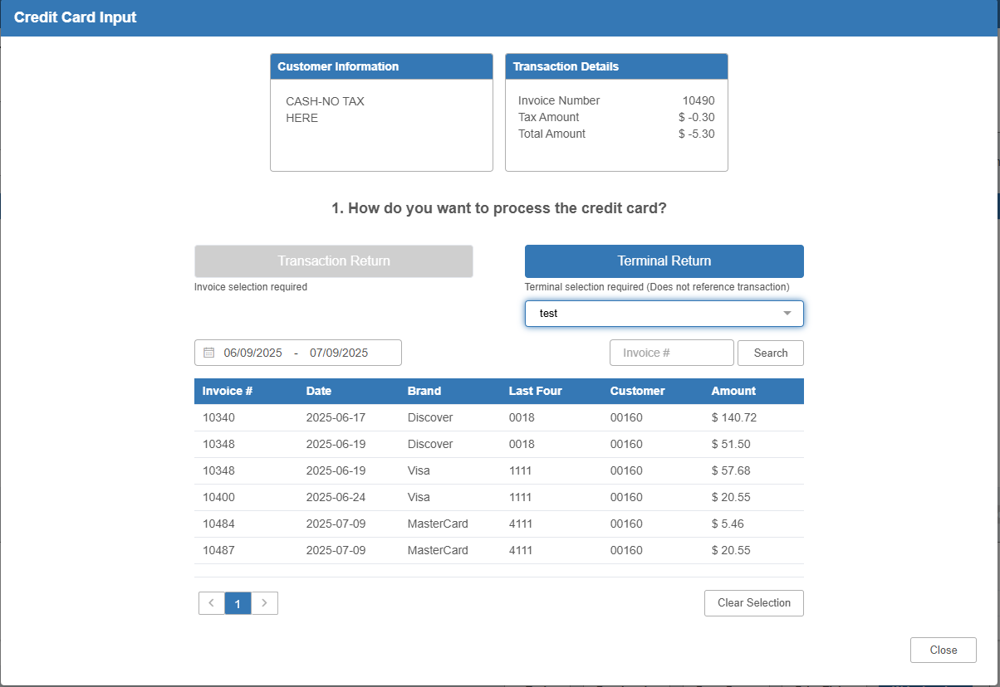 Credit Card Input
Customer Information
CASH-NO TAX
HERE
Transaction Details
Invoice Number 10490
Tax Amount $ -0.30
Total Amount $ -5.30
1. How do you want to process the credit card?
Transaction Return
Invoice selection required
Terminal Return
Terminal selection required (Does not reference transaction)
test
06/09/2025 - 07/09/2025
Invoice #
Search
Invoice # Date Brand Last Four Customer Amount
10340 2025-06-17 Discover 0018 00160 $ 140.72
10348 2025-06-19 Discover 0018 00160 $ 51.50
10348 2025-06-19 Visa 1111 00160 $ 57.68
10400 2025-06-24 Visa 1111 00160 $ 20.55
10484 2025-07-09 MasterCard 4111 00160 $ 5.46
10487 2025-07-09 MasterCard 4111 00160 $ 20.55
< 1 >
Clear Selection
Close